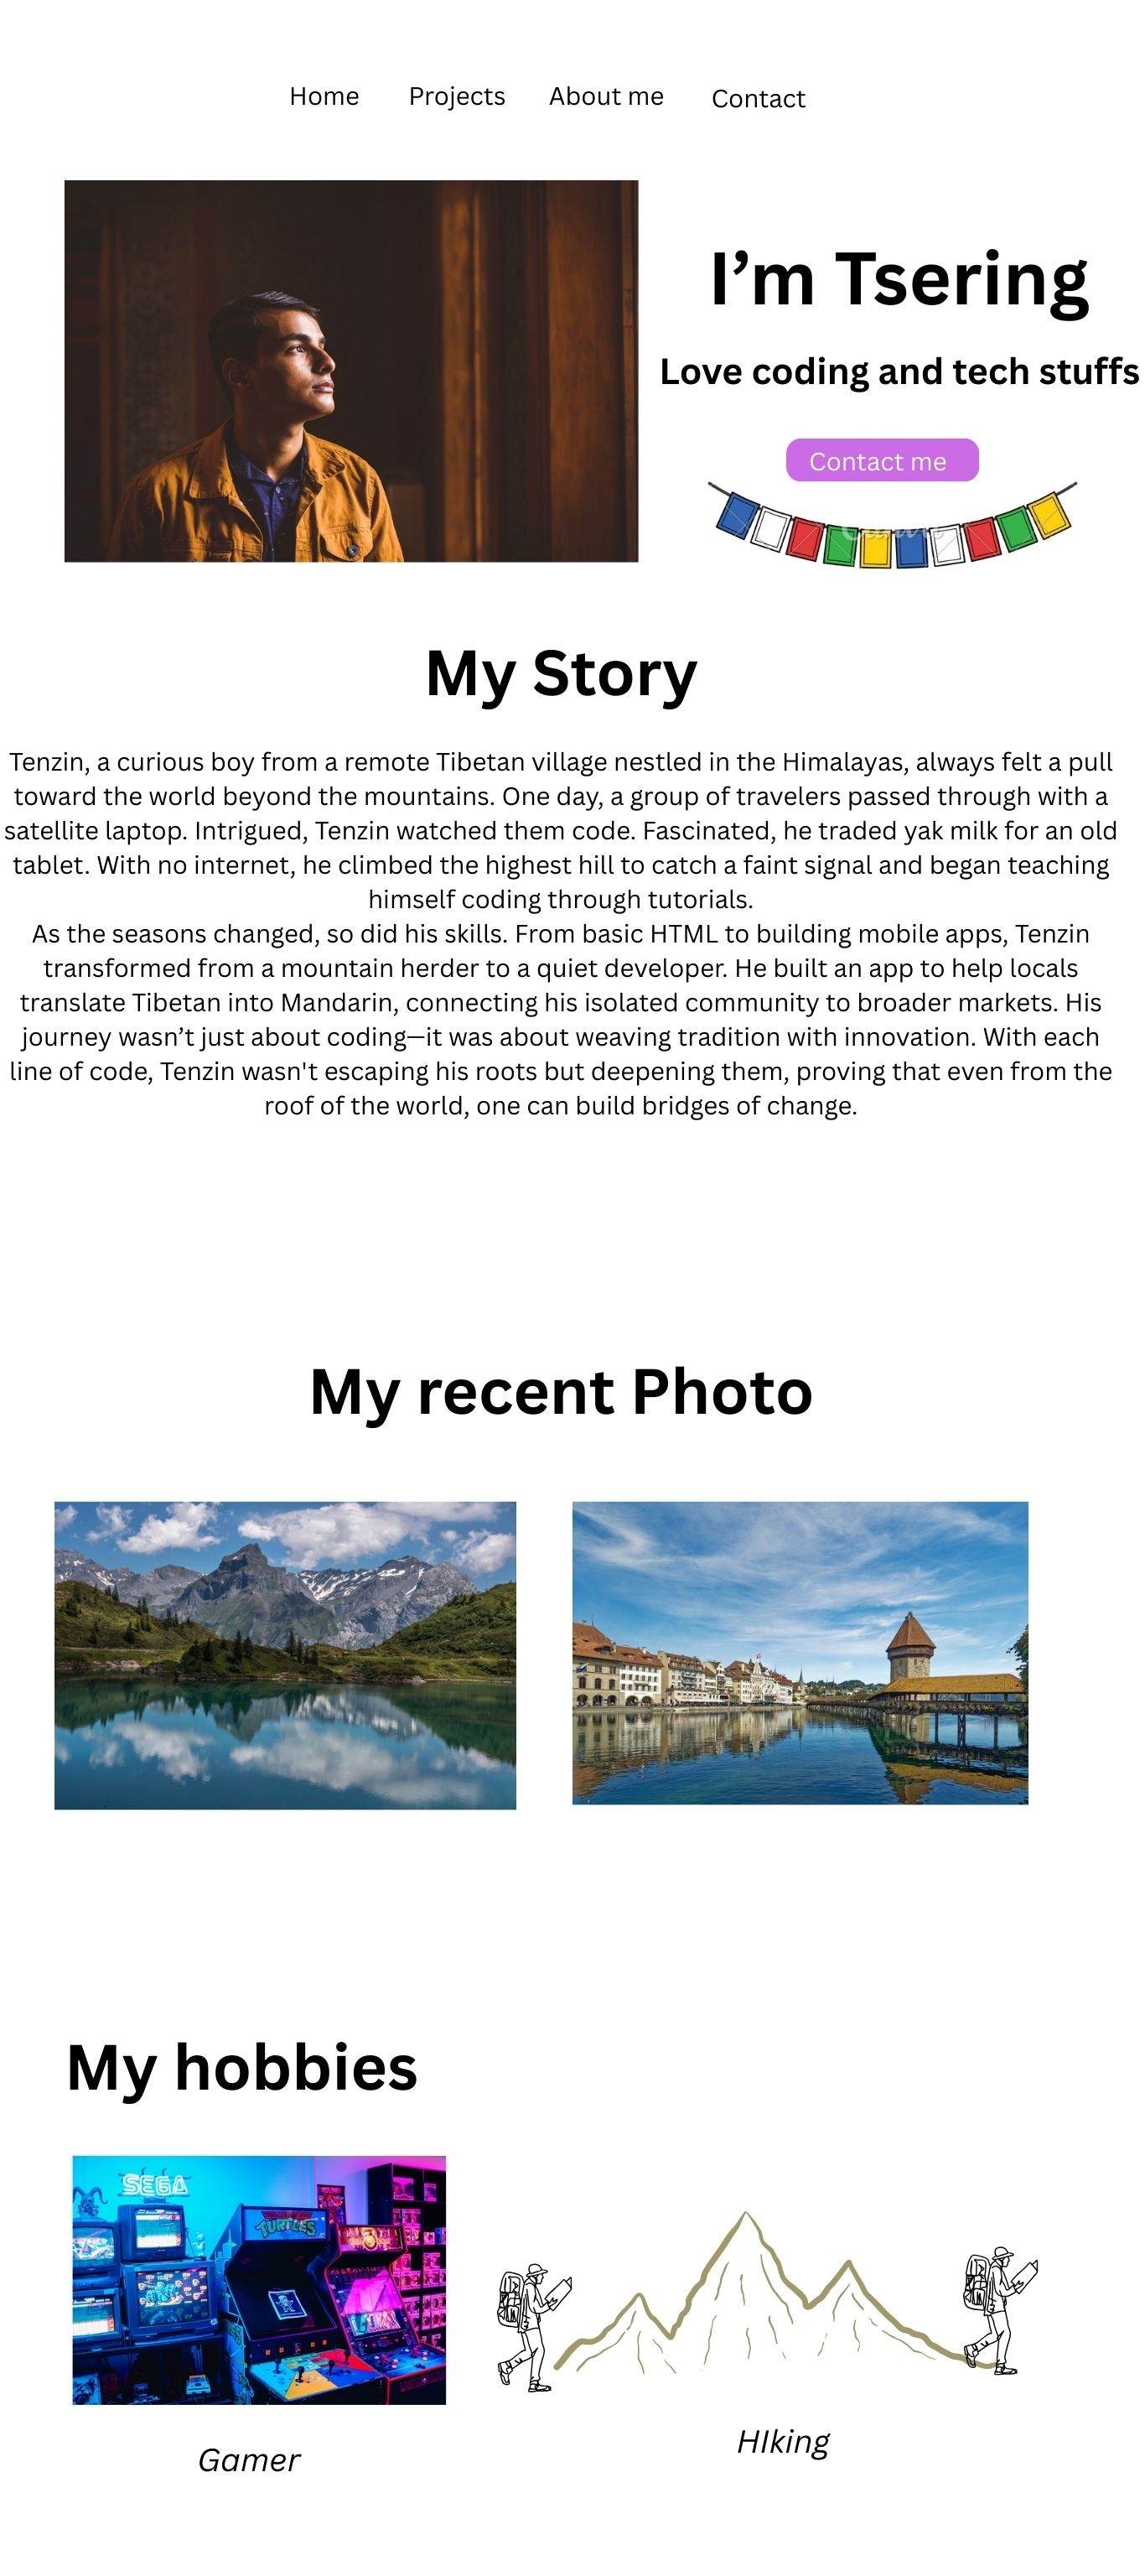 Home Projects About me Contact
I’m Tsering
Love coding and tech stuffs
Contact me
Canva
My Story
Tenzin, a curious boy from a remote Tibetan village nestled in the Himalayas, always felt a pull
toward the world beyond the mountains. One day, a group of travelers passed through with a
satellite laptop. Intrigued, Tenzin watched them code. Fascinated, he traded yak milk for an old
tablet. With no internet, he climbed the highest hill to catch a faint signal and began teaching
himself coding through tutorials.
As the seasons changed, so did his skills. From basic HTML to building mobile apps, Tenzin
transformed from a mountain herder to a quiet developer. He built an app to help locals
translate Tibetan into Mandarin, connecting his isolated community to broader markets. His
journey wasn’t just about coding—it was about weaving tradition with innovation. With each
line of code, Tenzin wasn't escaping his roots but deepening them, proving that even from the
roof of the world, one can build bridges of change.
My recent Photo
My hobbies
SEGA
TURTLES
Gamer
HIking